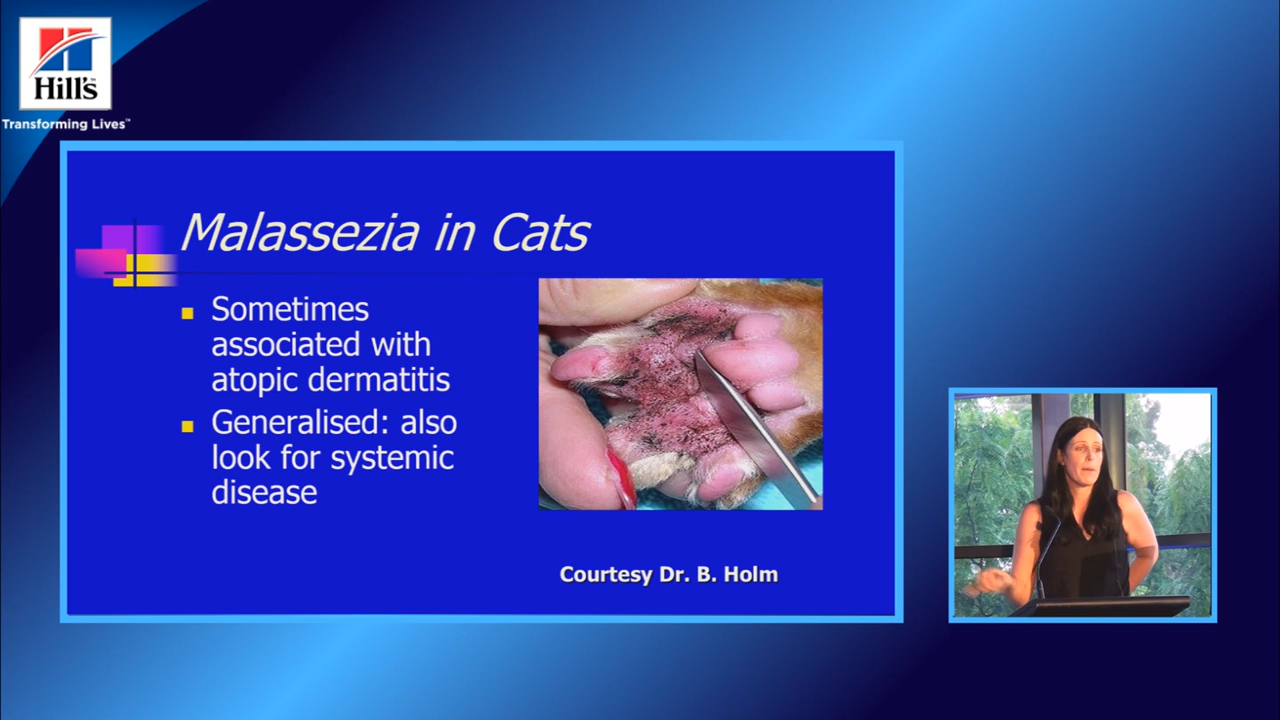 Hill's
Transforming Lives™
Malassezia in Cats
Sometimes
associated with
atopic dermatitis
Generalised: also
look for systemic
disease
Courtesy Dr. B. Holm